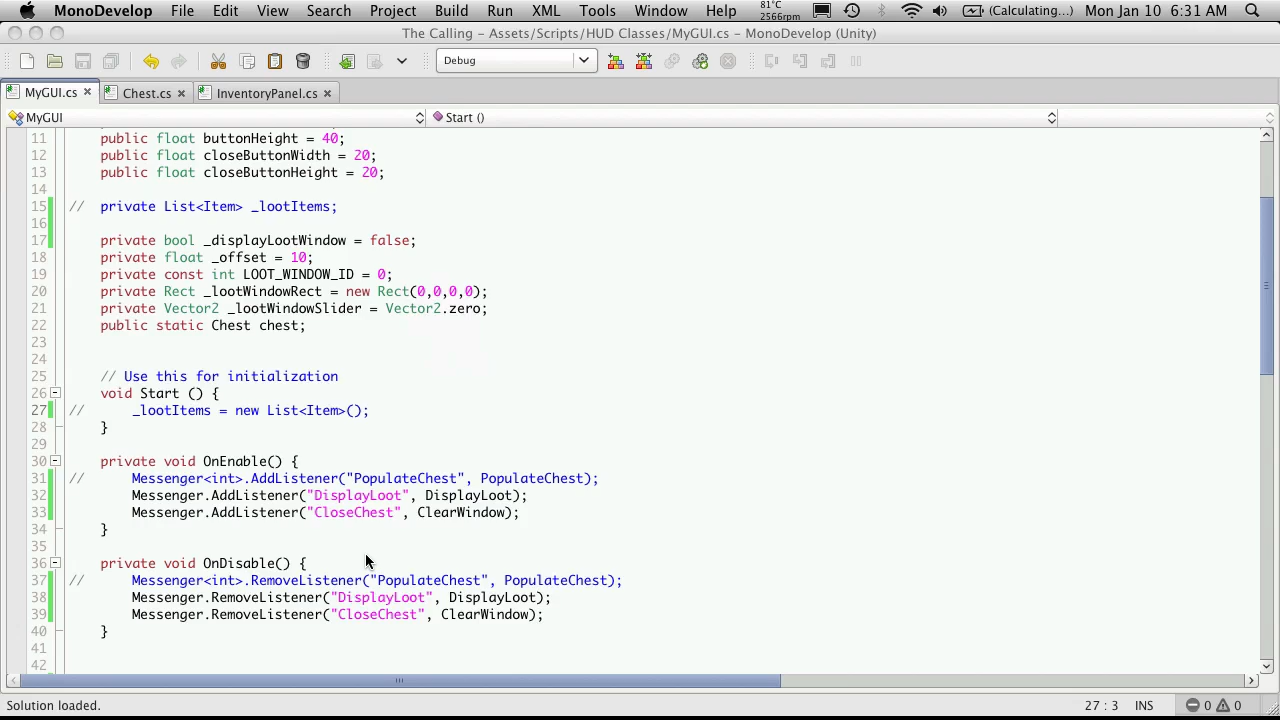 MonoDevelop File Edit View Search Project Build Run XML Tools Window Help 81°C 2566rpm (Calculating...) Mon Jan 10 6:31 AM
The Calling – Assets/Scripts/HUD Classes/MyGUI.cs – MonoDevelop (Unity)
Debug
MyGUI.cs Chest.cs InventoryPanel.cs
MyGUI Start ()
11 public float buttonHeight = 40;
12 public float closeButtonWidth = 20;
13 public float closeButtonHeight = 20;
14
15 // private List<Item> _lootItems;
16
17 private bool _displayLootWindow = false;
18 private float _offset = 10;
19 private const int LOOT_WINDOW_ID = 0;
20 private Rect _lootWindowRect = new Rect(0,0,0,0);
21 private Vector2 _lootWindowSlider = Vector2.zero;
22 public static Chest chest;
23
24
25 // Use this for initialization
26 void Start () {
27 // _lootItems = new List<Item>();
28 }
29
30 private void OnEnable() {
31 // Messenger<int>.AddListener("PopulateChest", PopulateChest);
32 Messenger.AddListener("DisplayLoot", DisplayLoot);
33 Messenger.AddListener("CloseChest", ClearWindow);
34 }
35
36 private void OnDisable() {
37 // Messenger<int>.RemoveListener("PopulateChest", PopulateChest);
38 Messenger.RemoveListener("DisplayLoot", DisplayLoot);
39 Messenger.RemoveListener("CloseChest", ClearWindow);
40 }
41
42
Solution loaded. 27 : 3 INS 0 0